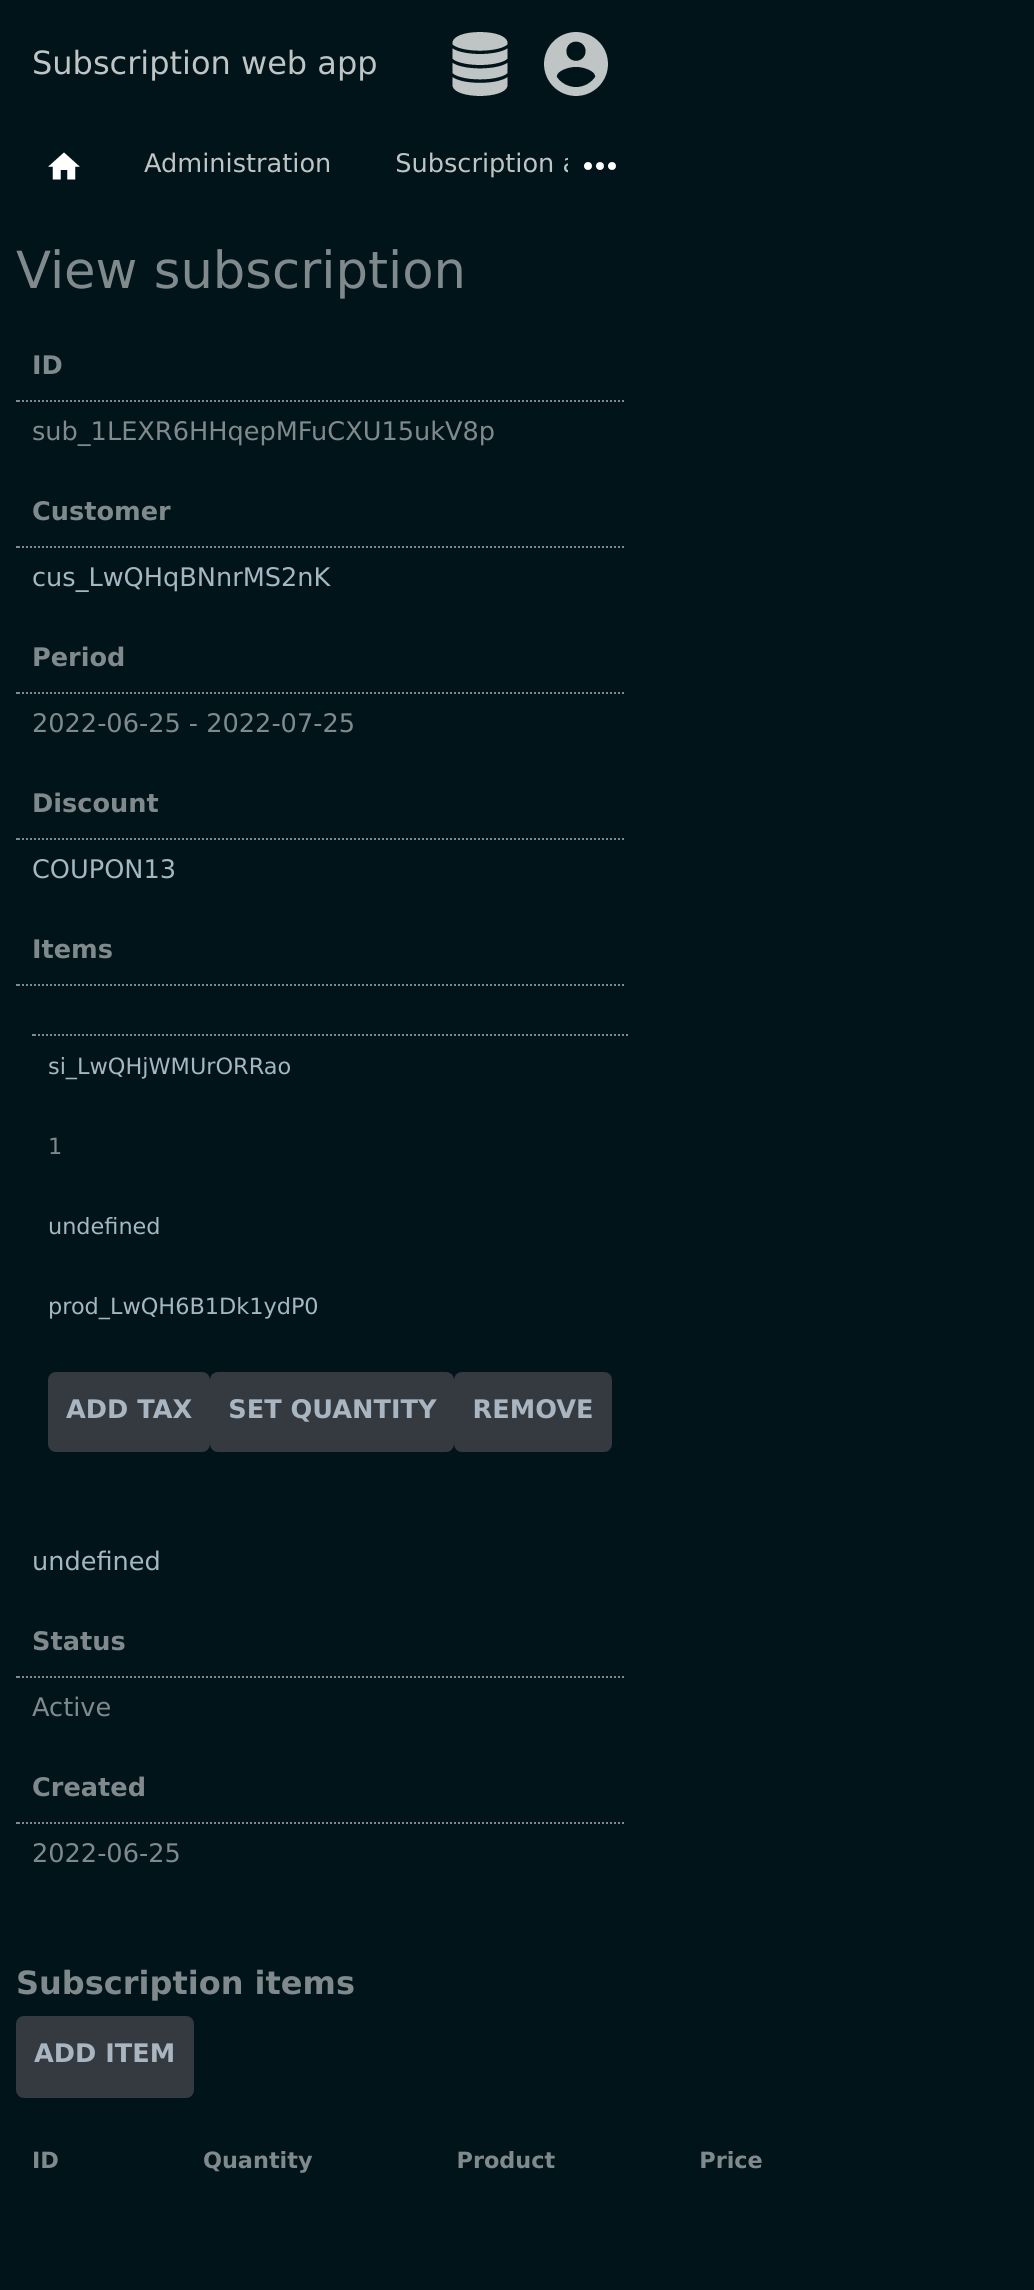 Subscription web app
Administration Subscription
View subscription
ID
sub_1LEXR6HHqepMFuCXU15ukV8p
Customer
cus_LwQHqBNnrMS2nK
Period
2022-06-25 - 2022-07-25
Discount
COUPON13
Items
si_LwQHjWMUrORRao
1
undefined
prod_LwQH6B1Dk1ydP0
ADD TAX SET QUANTITY REMOVE
undefined
Status
Active
Created
2022-06-25
Subscription items
ADD ITEM
ID Quantity Product Price